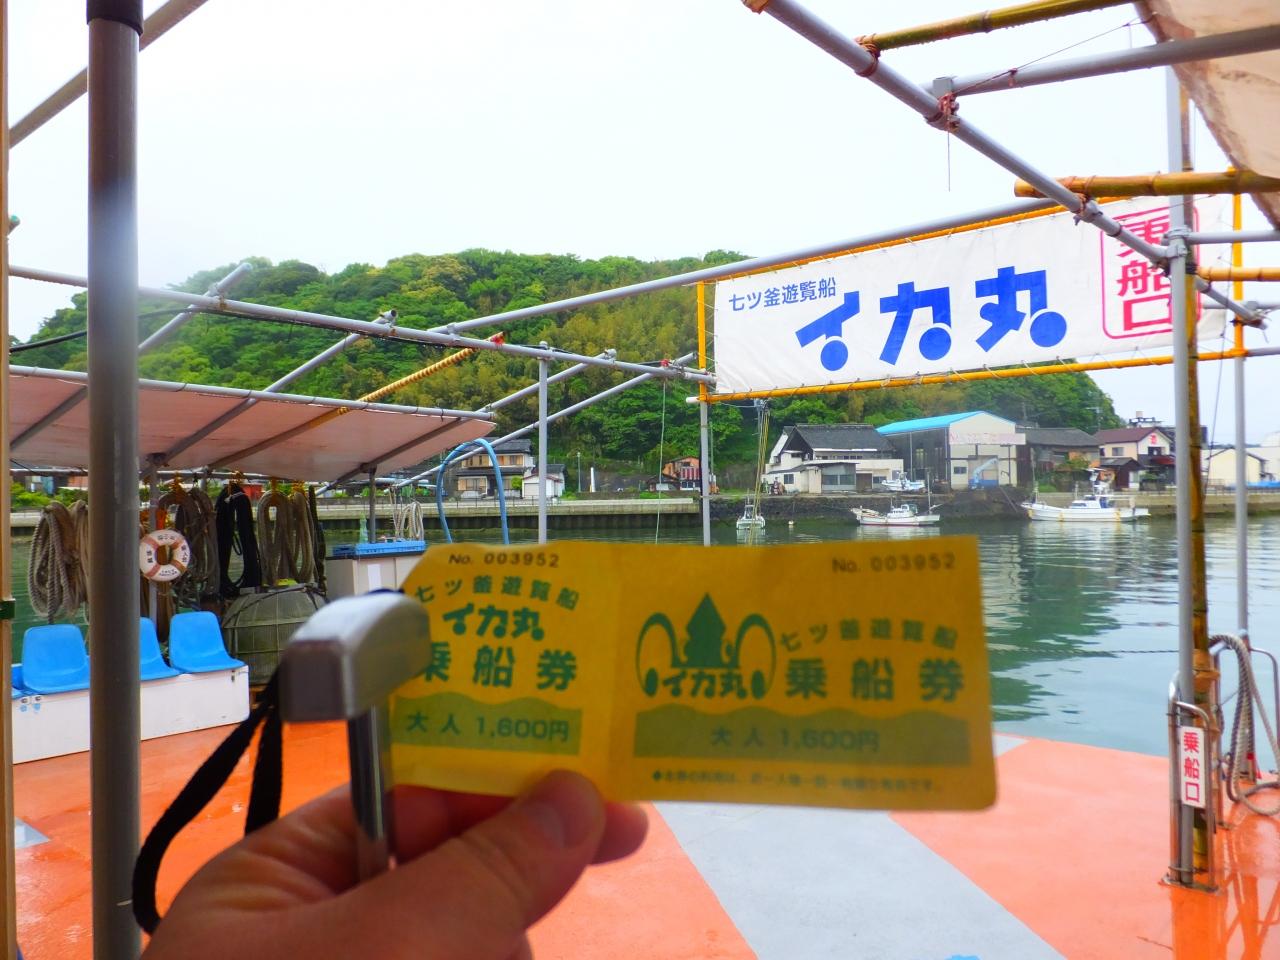 七ツ釜遊覧船
イカ丸
乗船口
No. 003952
七ツ釜遊覧船
イカ丸
乗船券
大人 1,600円
No. 003952
七ツ釜遊覧船
イカ丸
乗船券
大人 1,600円
乗船口